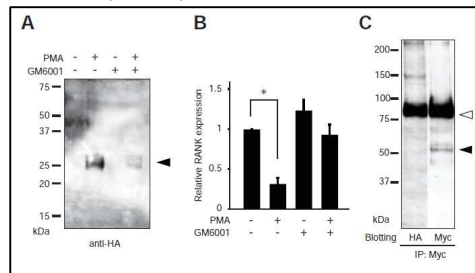 A
PMA - + - +
GM6001 - - + +
75
50
37
25
20
15
kDa
anti-HA
B
Relative RANK expression
1.5
1
0.5
0
*
PMA - + - +
GM6001 - - + +
C
200
150
100
75
50
37
kDa
Blotting HA Myc
IP: Myc